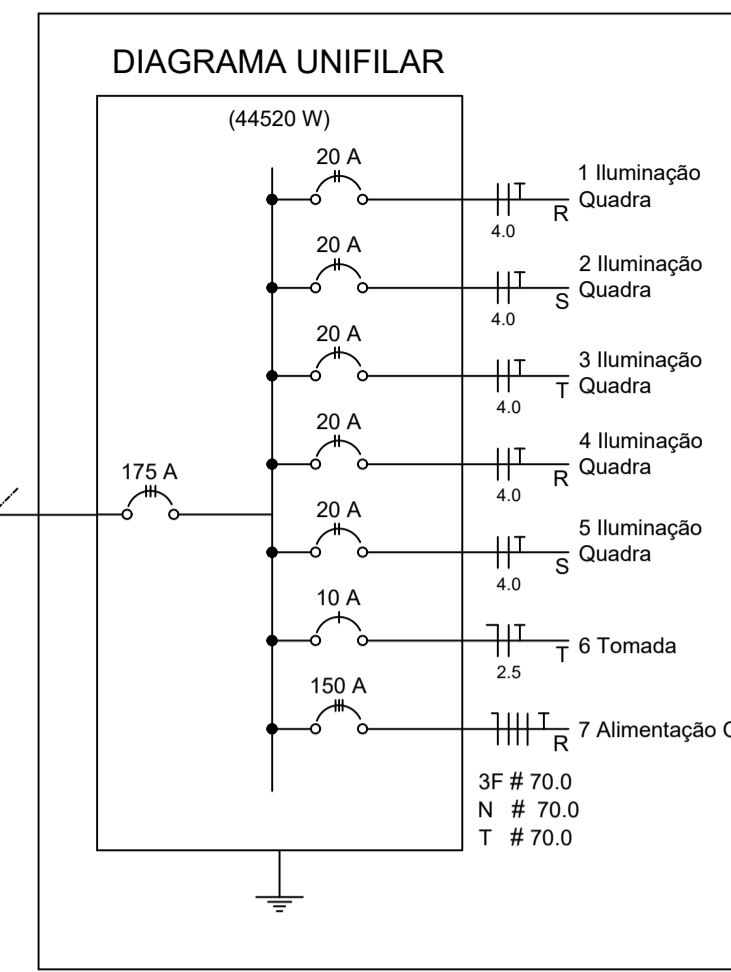 DIAGRAMA UNIFILAR
(44520 W)
20 A
1 Iluminação
Quadra
R
4.0
20 A
2 Iluminação
Quadra
S
4.0
20 A
3 Iluminação
Quadra
T
4.0
20 A
4 Iluminação
Quadra
R
4.0
175 A
20 A
5 Iluminação
Quadra
S
4.0
10 A
6 Tomada
T
2.5
150 A
7 Alimentação
R
3F # 70.0
N # 70.0
T # 70.0